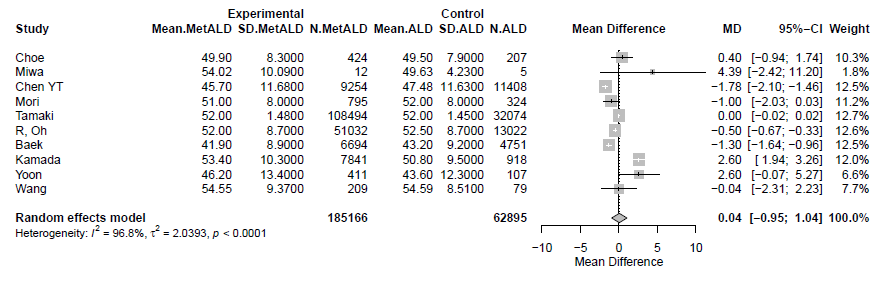 Experimental Control
Study Mean.MetALD SD.MetALD N.MetALD Mean.ALD SD.ALD N.ALD Mean Difference MD 95%−CI Weight
Choe 49.90 8.3000 424 49.50 7.9000 207 0.40 [−0.94; 1.74] 10.3%
Miwa 54.02 10.0900 12 49.63 4.2300 5 4.39 [−2.42; 11.20] 1.8%
Chen YT 45.70 11.6800 9254 47.48 11.6300 11408 −1.78 [−2.10; −1.46] 12.5%
Mori 51.00 8.0000 795 52.00 8.0000 324 −1.00 [−2.03; 0.03] 11.2%
Tamaki 52.00 1.4800 108494 52.00 1.4500 32074 0.00 [−0.02; 0.02] 12.6%
R, Oh 52.00 8.7000 51032 52.50 8.7000 13022 −0.50 [−0.67; −0.33] 12.6%
Baek 41.90 8.9000 6694 43.20 9.2000 4751 −1.30 [−1.64; −0.96] 12.5%
Kamada 53.40 10.3000 7841 50.80 9.5000 918 2.60 [ 1.94; 3.26] 12.0%
Yoon 46.20 13.4000 411 43.60 12.3000 107 2.60 [−0.07; 5.27] 6.6%
Wang 54.55 9.3700 209 54.59 8.5100 79 −0.04 [−2.31; 2.23] 7.7%
Random effects model 185166 62895 0.04 [−0.95; 1.04] 100.0%
Heterogeneity: I² = 96.8%, τ² = 2.0393, p < 0.0001
−10 −5 0 5 10
Mean Difference